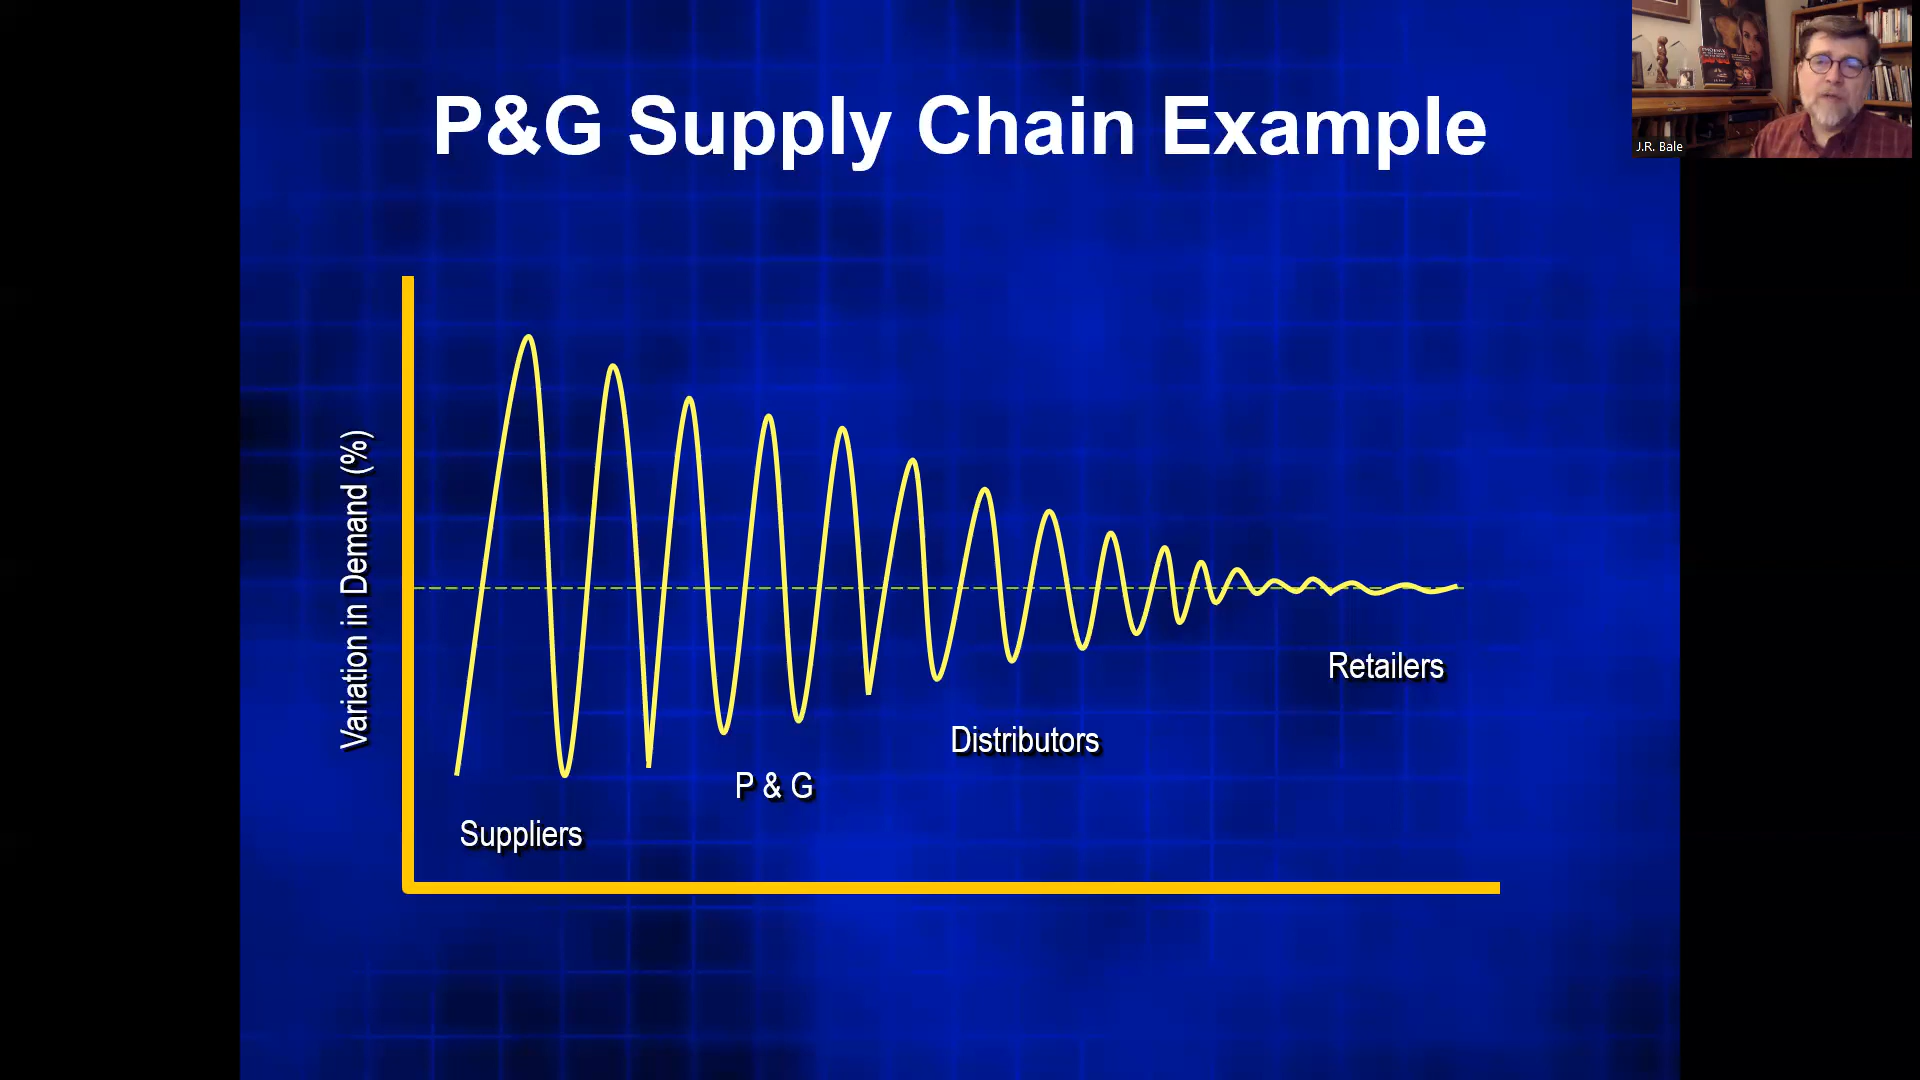 P&G Supply Chain Example
J.R. Bale
Variation in Demand (%)
Retailers
Distributors
P & G
Suppliers